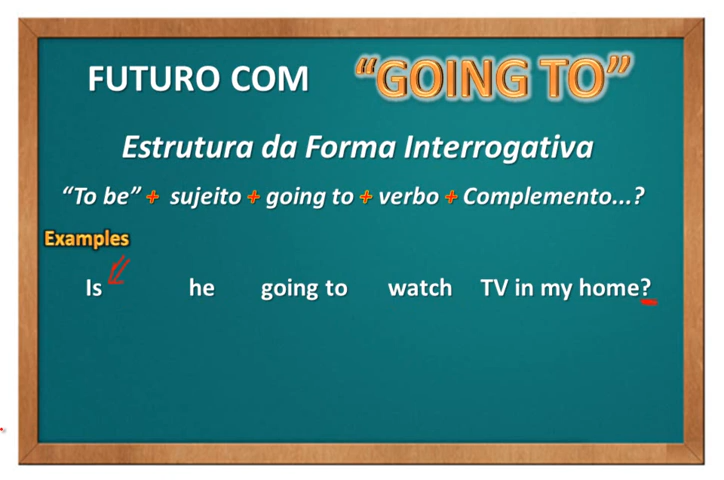 FUTURO COM "GOING TO"
Estrutura da Forma Interrogativa
"To be" + sujeito + going to + verbo + Complemento...?
Examples
Is he going to watch TV in my home?